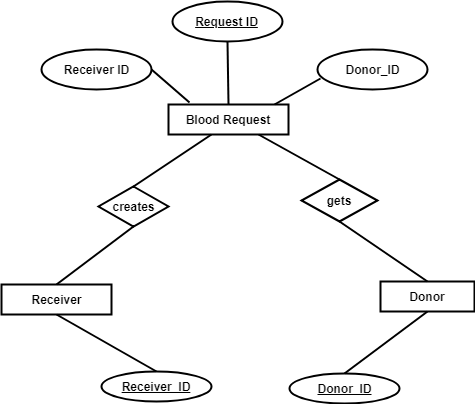 Request ID
Receiver ID
Donor_ID
Blood Request
creates
gets
Receiver
Donor
Receiver_ID
Donor_ID